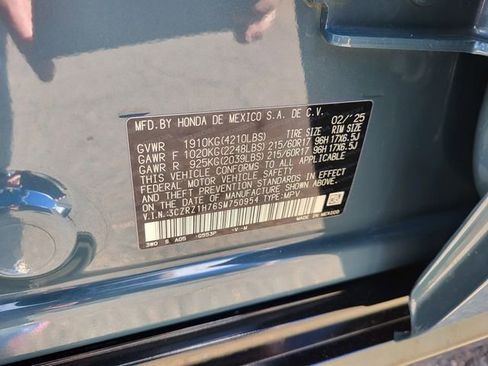 MFD.BY HONDA DE MEXICO S.A. DE C.V. 02/'25
TIRE SIZE RIM SIZE
GVWR 1910KG(4210LBS)
GAWR F 1020KG(2248LBS) 215/60R17 96H 17X6.5J
GAWR R 925KG(2039LBS) 215/60R17 96H 17X6.5J
THIS VEHICLE CONFORMS TO ALL APPLICABLE
FEDERAL MOTOR VEHICLE SAFETY AND
THEFT PREVENTION STANDARDS IN EFFECT ON
THE DATE OF MANUFACTURE SHOWN ABOVE.
V.I.N.:3CZRZ1H76SM750954 TYPE:MPV
3W0 S A05 -V-M
MADE IN MEXICO